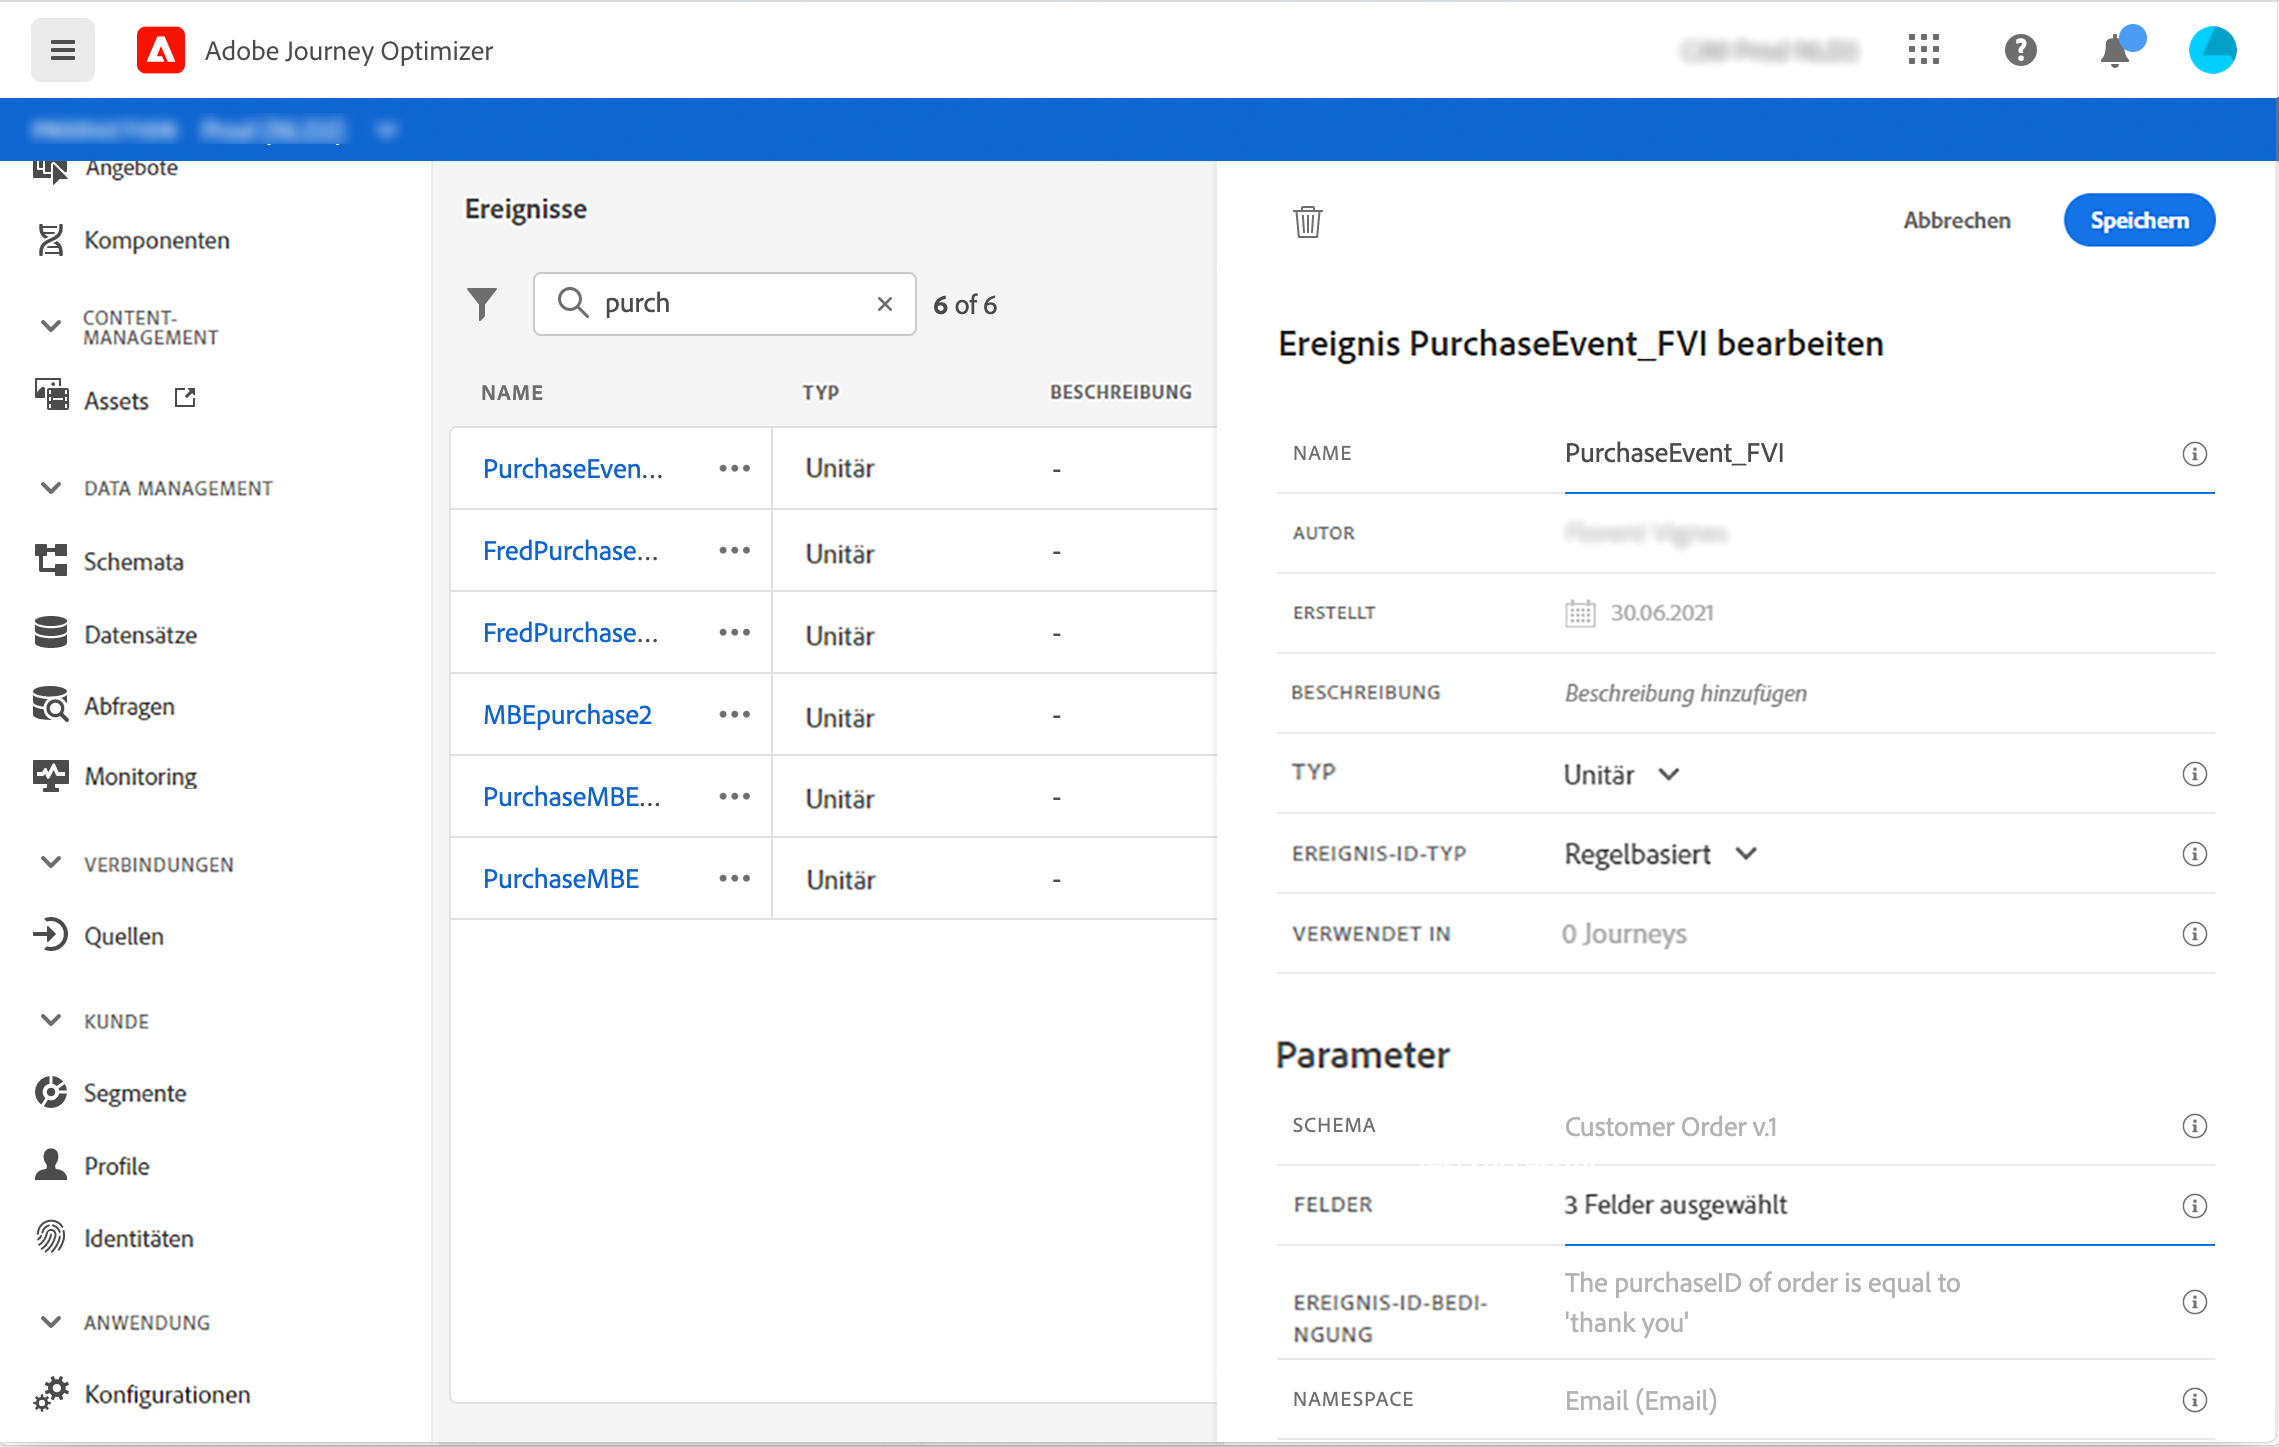 Adobe Journey Optimizer
Angebote
Komponenten
CONTENT-
MANAGEMENT
Assets
DATA MANAGEMENT
Schemata
Datensätze
Abfragen
Monitoring
VERBINDUNGEN
Quellen
KUNDE
Segmente
Profile
Identitäten
ANWENDUNG
Konfigurationen
Ereignisse
purch
6 of 6
NAME TYP BESCHREIBUNG
PurchaseEven... Unitär -
FredPurchase... Unitär -
FredPurchase... Unitär -
MBEpurchase2 Unitär -
PurchaseMBE... Unitär -
PurchaseMBE Unitär -
Abbrechen
Speichern
Ereignis PurchaseEvent_FVI bearbeiten
NAME PurchaseEvent_FVI
AUTOR
ERSTELLT 30.06.2021
BESCHREIBUNG Beschreibung hinzufügen
TYP Unitär
EREIGNIS-ID-TYP Regelbasiert
VERWENDET IN 0 Journeys
Parameter
SCHEMA Customer Order v.1
FELDER 3 Felder ausgewählt
EREIGNIS-ID-BEDI-
NGUNG
The purchaseID of order is equal to
'thank you'
NAMESPACE Email (Email)